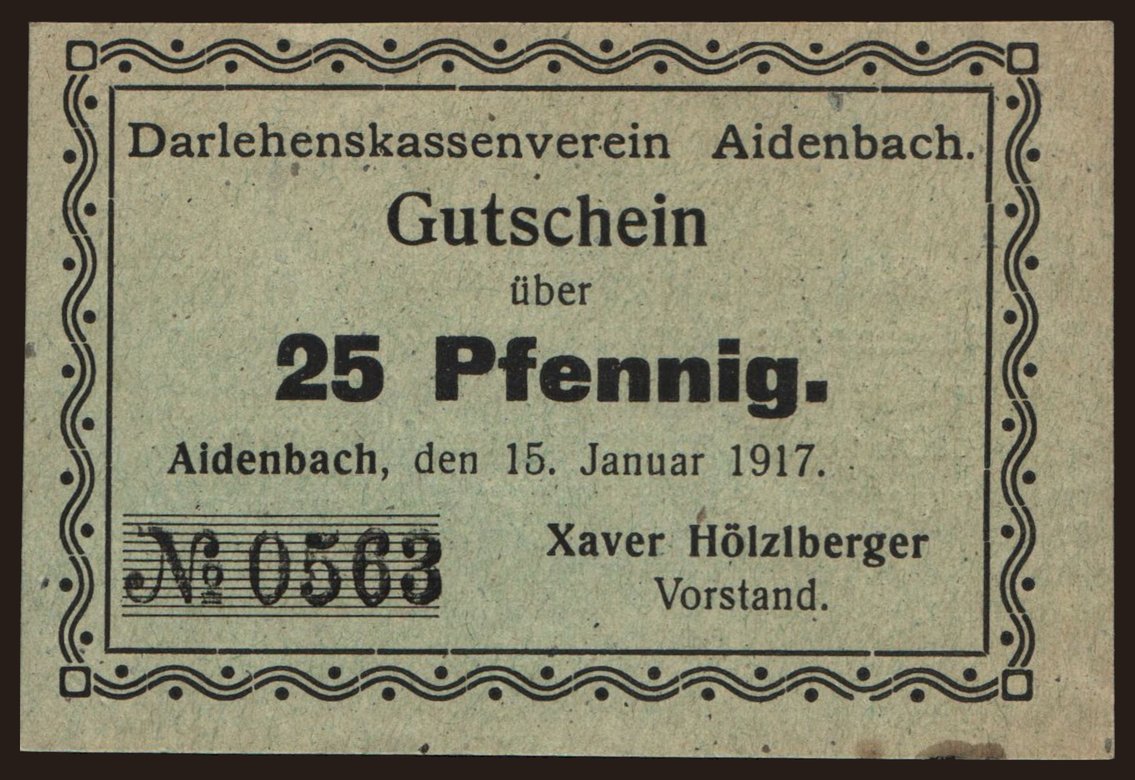 Darlehenskassenverein Aidenbach.
Gutschein
über
25 Pfennig.
Aidenbach, den 15. Januar 1917.
№ 0563
Xaver Hölzlberger
Vorstand.